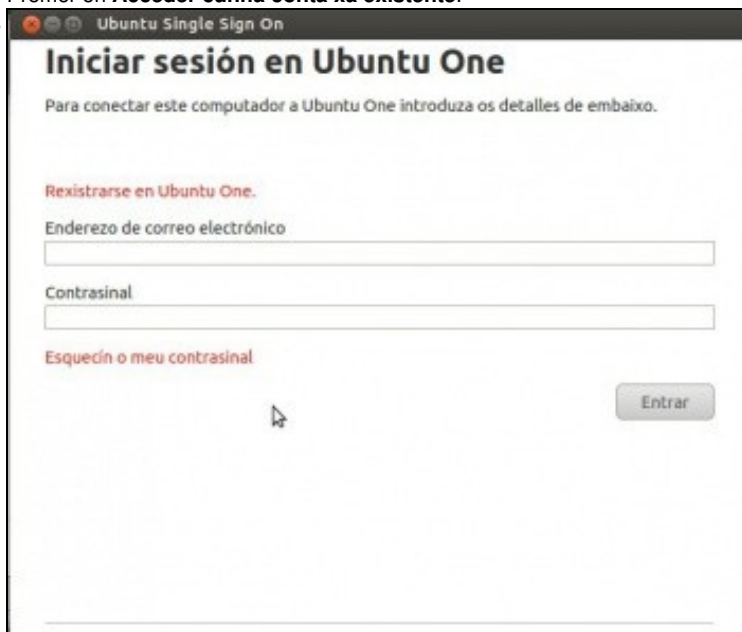 Premer en Acceder cunha conta xa existente.
Ubuntu Single Sign On
Iniciar sesión en Ubuntu One
Para conectar este computador a Ubuntu One introduza os detalles de embaixo.
Rexistrarse en Ubuntu One.
Enderezo de correo electrónico
Contrasinal
Esquecín o meu contrasinal
Entrar